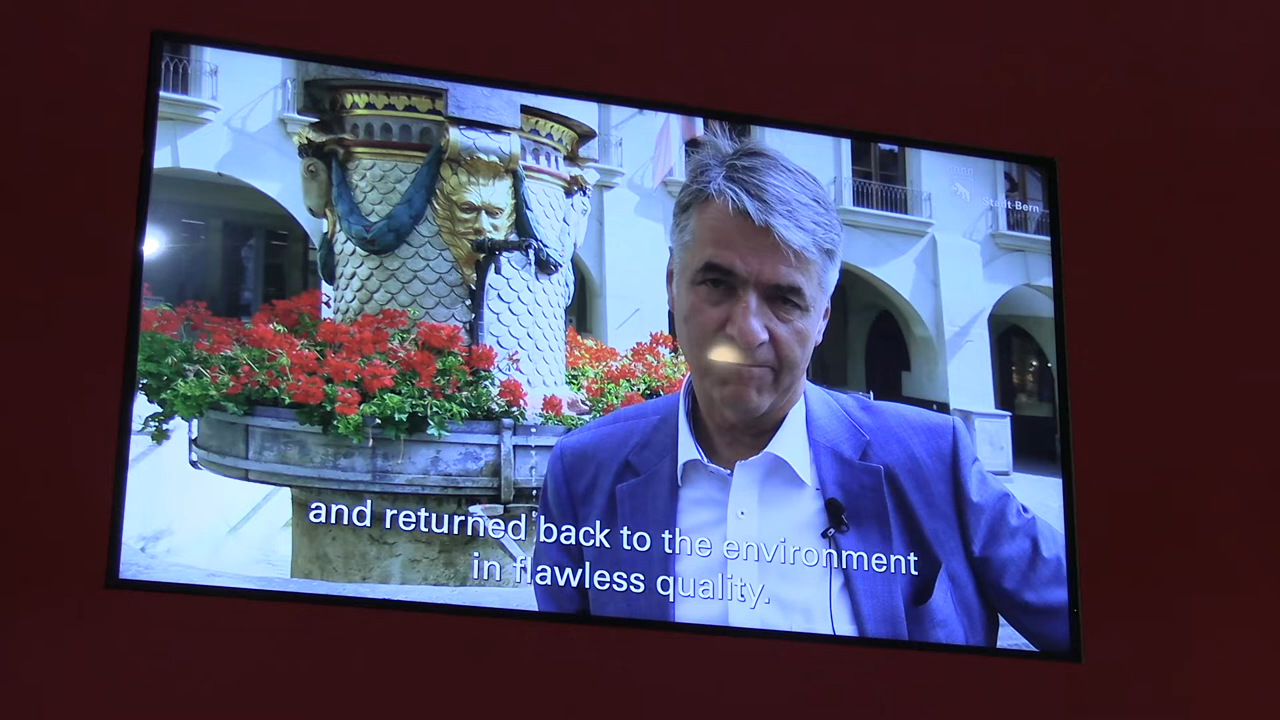 Stadt Bern
and returned back to the environment
in flawless quality.